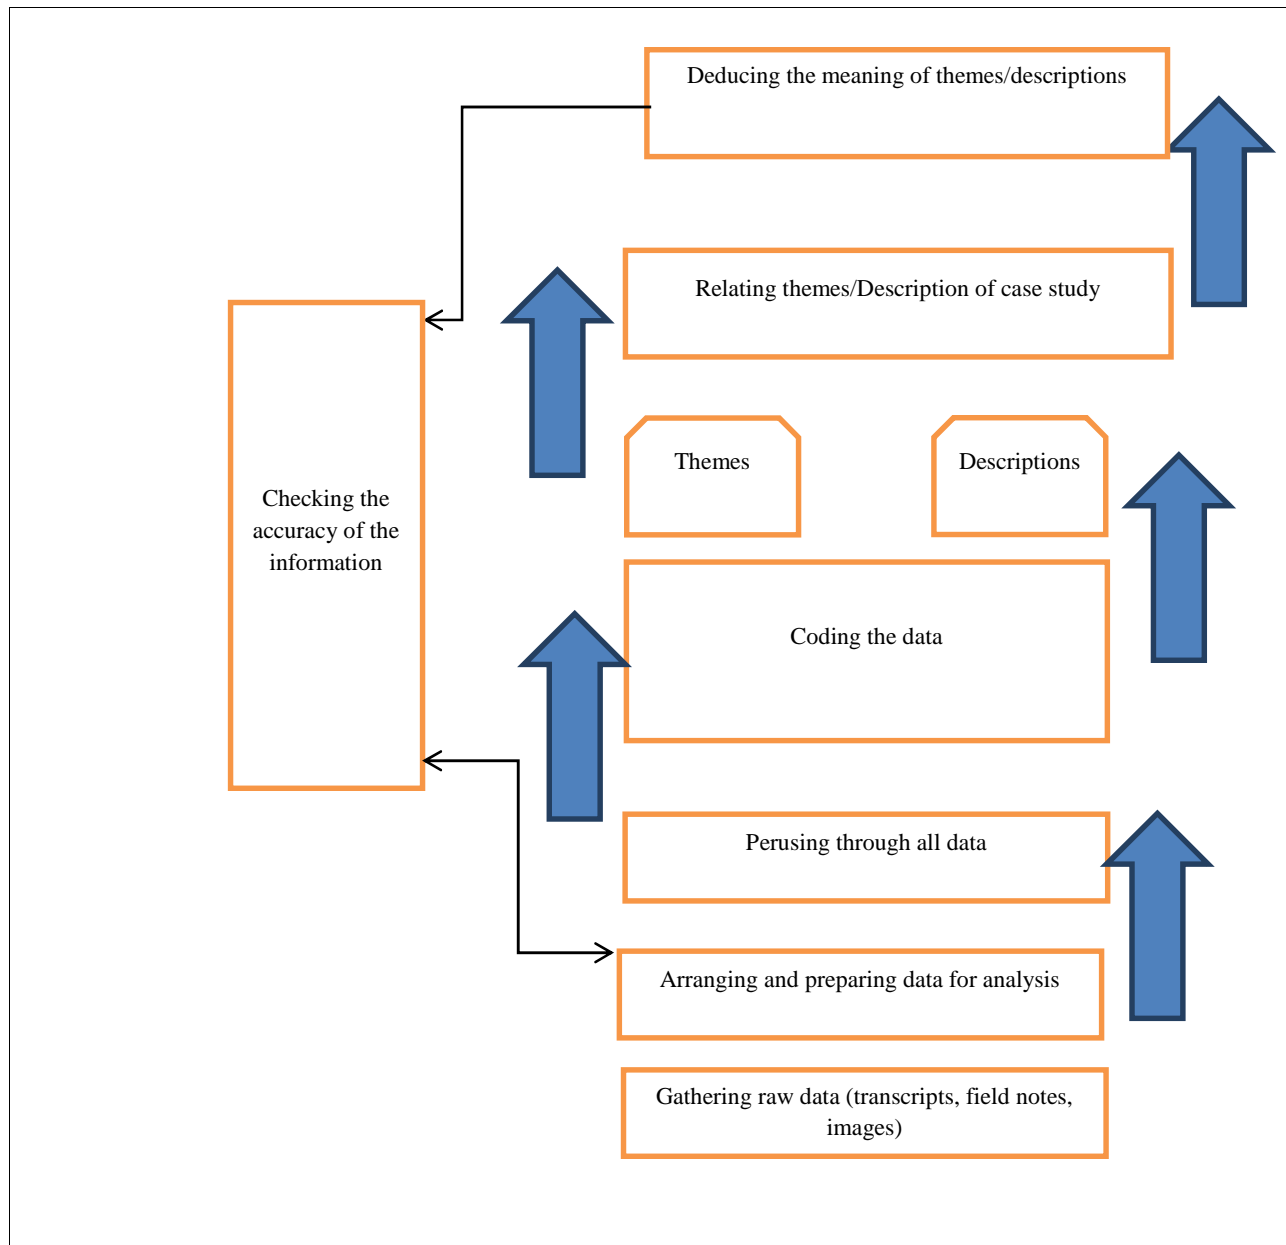 Deducing the meaning of themes/descriptions
Relating themes/Description of case study
Themes
Descriptions
Checking the
accuracy of the
information
Coding the data
Perusing through all data
Arranging and preparing data for analysis
Gathering raw data (transcripts, field notes,
images)